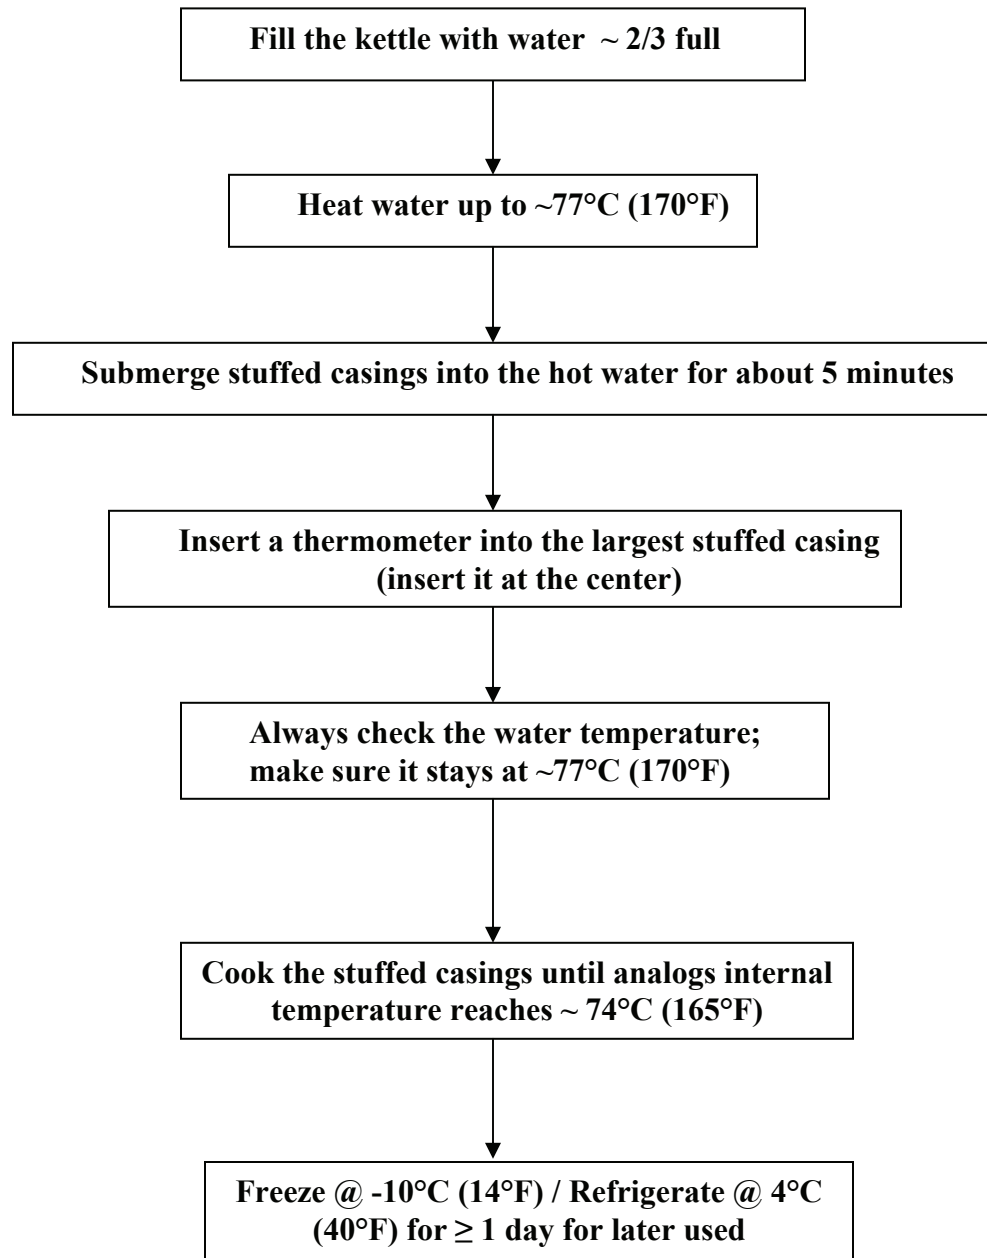 Fill the kettle with water ~ 2/3 full
Heat water up to ~77°C (170°F)
Submerge stuffed casings into the hot water for about 5 minutes
Insert a thermometer into the largest stuffed casing
(insert it at the center)
Always check the water temperature;
make sure it stays at ~77°C (170°F)
Cook the stuffed casings until analogs internal
temperature reaches ~ 74°C (165°F)
Freeze @ -10°C (14°F) / Refrigerate @ 4°C
(40°F) for ≥ 1 day for later used